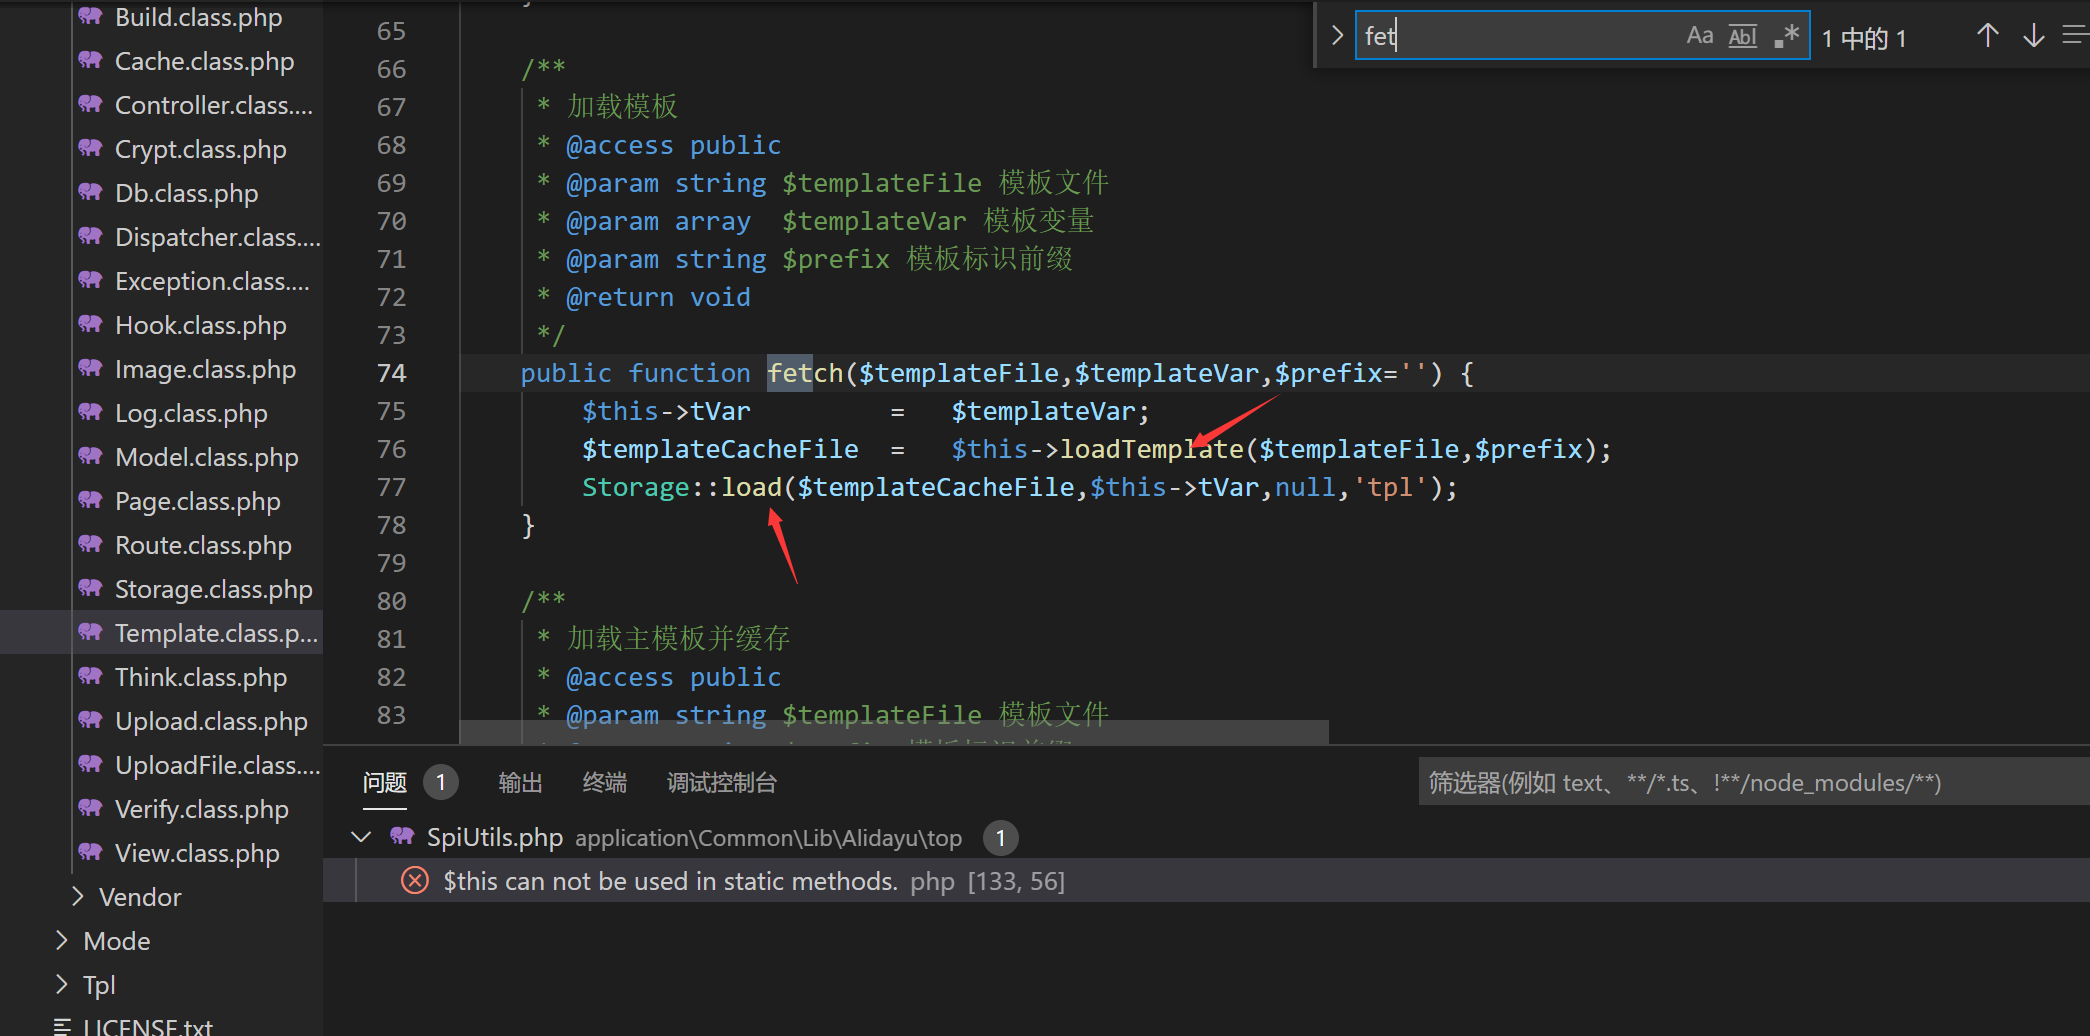 Build.class.php
Cache.class.php
Controller.class....
Crypt.class.php
Db.class.php
Dispatcher.class....
Exception.class....
Hook.class.php
Image.class.php
Log.class.php
Model.class.php
Page.class.php
Route.class.php
Storage.class.php
Template.class.p...
Think.class.php
Upload.class.php
UploadFile.class....
Verify.class.php
View.class.php
Vendor
Mode
Tpl
LICENSE.txt
fet Aa Abl .* 1 中的 1
65
66 /**
67 * 加载模板
68 * @access public
69 * @param string $templateFile 模板文件
70 * @param array  $templateVar 模板变量
71 * @param string $prefix 模板标识前缀
72 * @return void
73 */
74 public function fetch($templateFile,$templateVar,$prefix='') {
75 $this->tVar         =   $templateVar;
76 $templateCacheFile  =   $this->loadTemplate($templateFile,$prefix);
77 Storage::load($templateCacheFile,$this->tVar,null,'tpl');
78 }
79
80 /**
81 * 加载主模板并缓存
82 * @access public
83 * @param string $templateFile 模板文件
问题 1 输出 终端 调试控制台 筛选器(例如 text、**/*.ts、!**/node_modules/**)
SpiUtils.php application\Common\Lib\Alidayu\top 1
$this can not be used in static methods. php [133, 56]